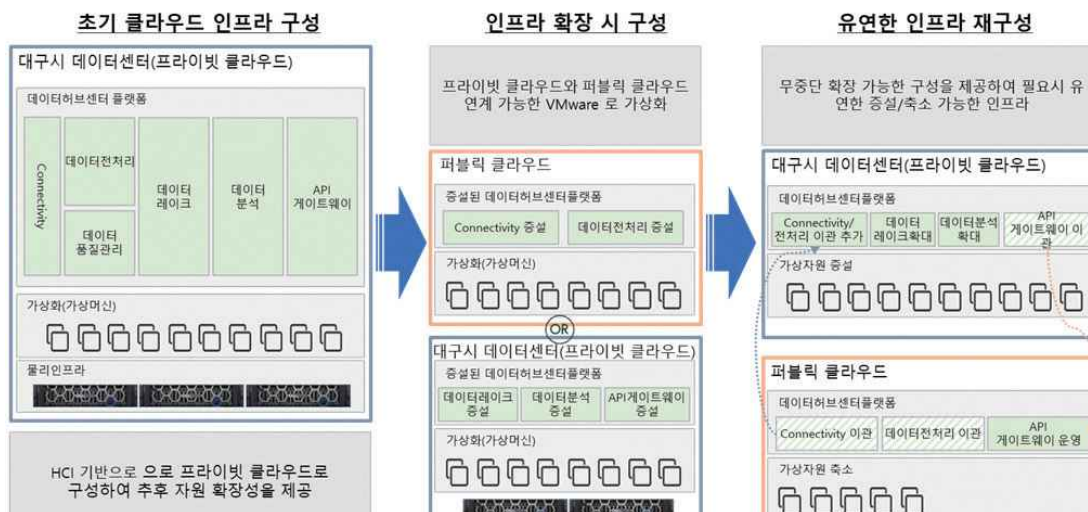 초기 클라우드 인프라 구성
대구시 데이터센터(프라이빗 클라우드)
데이터허브센터 플랫폼
Connectivity
데이터전처리
데이터
품질관리
데이터
레이크
데이터
분석
API
게이트웨이
가상화(가상머신)
물리인프라
HCI 기반으로 으로 프라이빗 클라우드로
구성하여 추후 자원 확장성을 제공
인프라 확장 시 구성
프라이빗 클라우드와 퍼블릭 클라우드
연계 가능한 VMware 로 가상화
퍼블릭 클라우드
증설된 데이터허브센터플랫폼
Connectivity 증설
데이터전처리 증설
가상화(가상머신)
OR
대구시 데이터센터(프라이빗 클라우드)
증설된 데이터허브센터플랫폼
데이터레이크
증설
데이터분석
증설
API게이트웨이
증설
가상화(가상머신)
유연한 인프라 재구성
무중단 확장 가능한 구성을 제공하여 필요시 유
연한 증설/축소 가능한 인프라
대구시 데이터센터(프라이빗 클라우드)
데이터허브센터플랫폼
Connectivity/
전처리 이관 추가
데이터
레이크확대
데이터분석
확대
API
게이트웨이 이
관
가상자원 증설
퍼블릭 클라우드
데이터허브센터플랫폼
Connectivity 이관
데이터전처리 이관
API
게이트웨이 운영
가상자원 축소